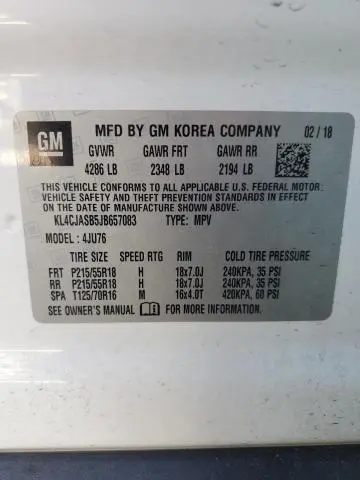 GM MFD BY GM KOREA COMPANY 02/18
GVWR GAWR FRT GAWR RR
4286 LB 2348 LB 2194 LB
THIS VEHICLE CONFORMS TO ALL APPLICABLE U.S. FEDERAL MOTOR
VEHICLE SAFETY AND THEFT PREVENTION STANDARDS IN EFFECT ON THE
DATE OF MANUFACTURE SHOWN ABOVE.
KL4CJASB5JB657083 TYPE: MPV
MODEL: 4JU76
TIRE SIZE SPEED RTG RIM COLD TIRE PRESSURE
FRT P215/55R18 H 18x7.0J 240KPA, 35 PSI
RR P215/55R18 H 18x7.0J 240KPA, 35 PSI
SPA T125/70R16 M 16x4.0T 420KPA, 60 PSI
SEE OWNER'S MANUAL FOR MORE INFORMATION.